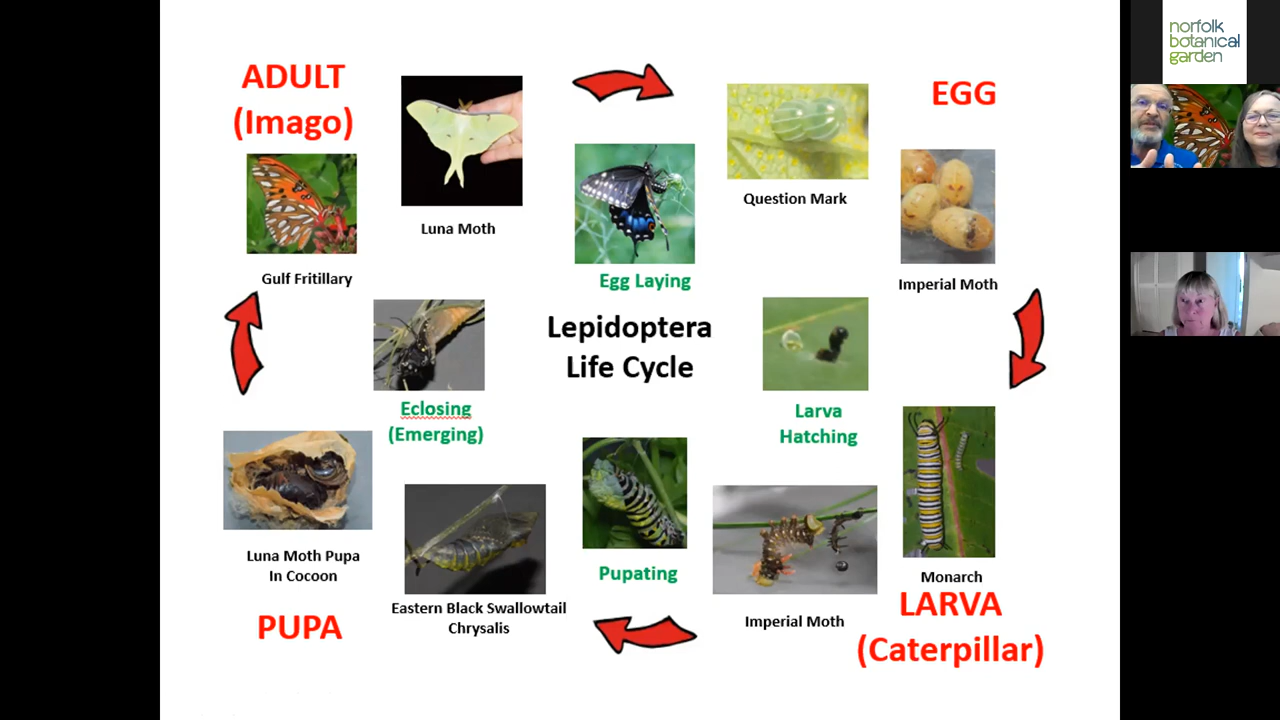 ADULT
(Imago)
Luna Moth
Gulf Fritillary
Egg Laying
Question Mark
EGG
Imperial Moth
Lepidoptera
Life Cycle
Eclosing
(Emerging)
Larva
Hatching
Luna Moth Pupa
In Cocoon
PUPA
Eastern Black Swallowtail
Chrysalis
Pupating
Imperial Moth
Monarch
LARVA
(Caterpillar)
norfolk
botanical
garden